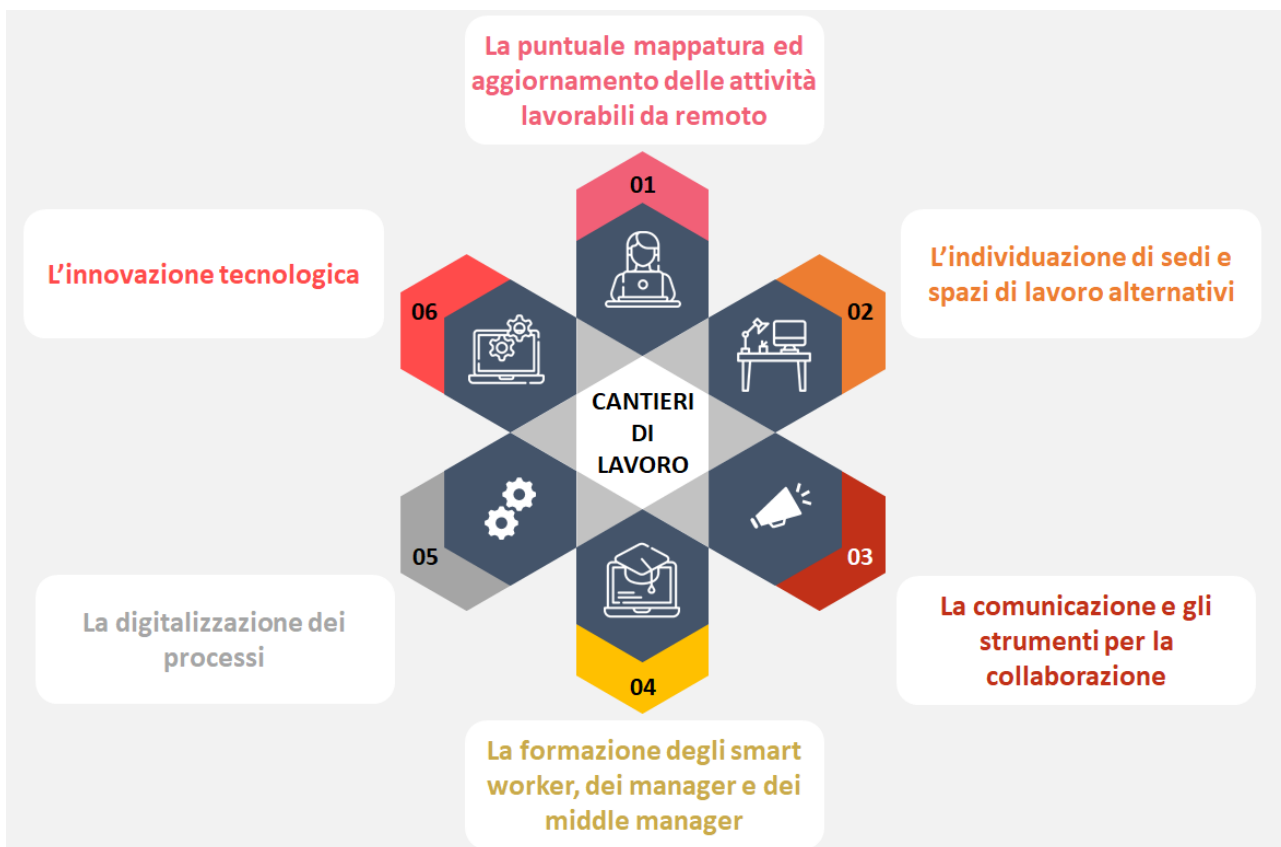 La puntuale mappatura ed
aggiornamento delle attività
lavorabili da remoto
01
L'individuazione di sedi e
spazi di lavoro alternativi
02
La comunicazione e gli
strumenti per la
collaborazione
03
La formazione degli smart
worker, dei manager e dei
middle manager
04
La digitalizzazione dei
processi
05
L'innovazione tecnologica
06
CANTIERI
DI
LAVORO